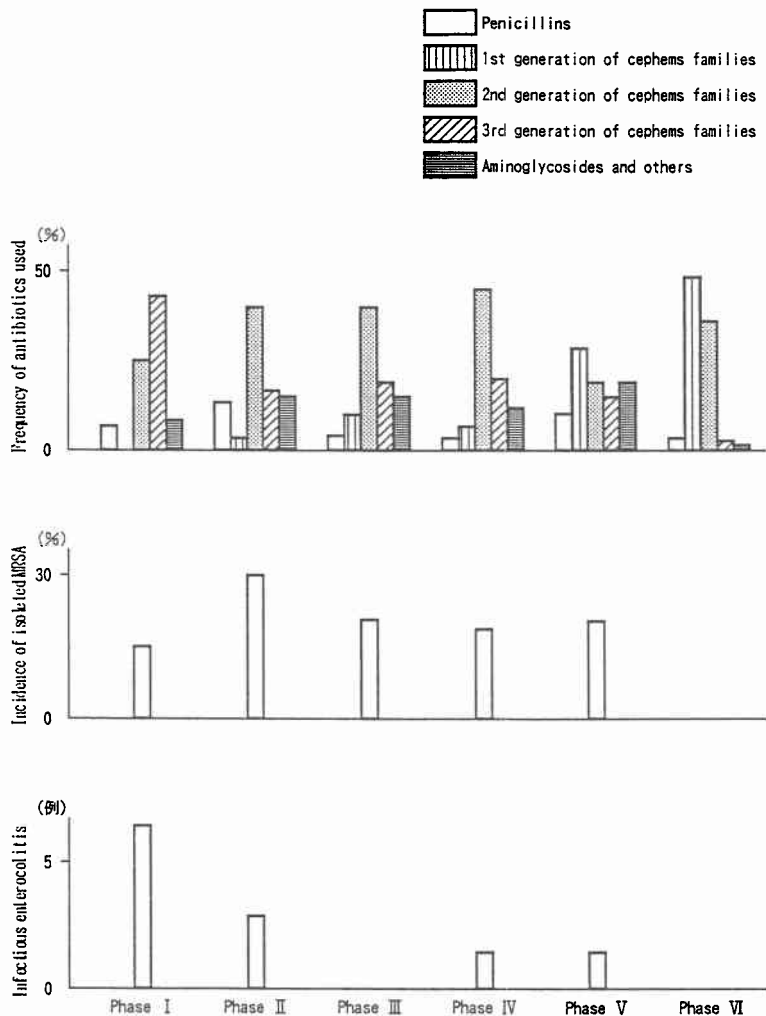 Penicillins
1st generation of cephems families
2nd generation of cephems families
3rd generation of cephems families
Aminoglycosides and others
(%)
Frequency of antibiotics used
50
0
(%)
Incidence of isolated MRSA
30
0
(例)
Infectious enterocolitis
5
0
Phase Ⅰ Phase Ⅱ Phase Ⅲ Phase Ⅳ Phase Ⅴ Phase Ⅵ